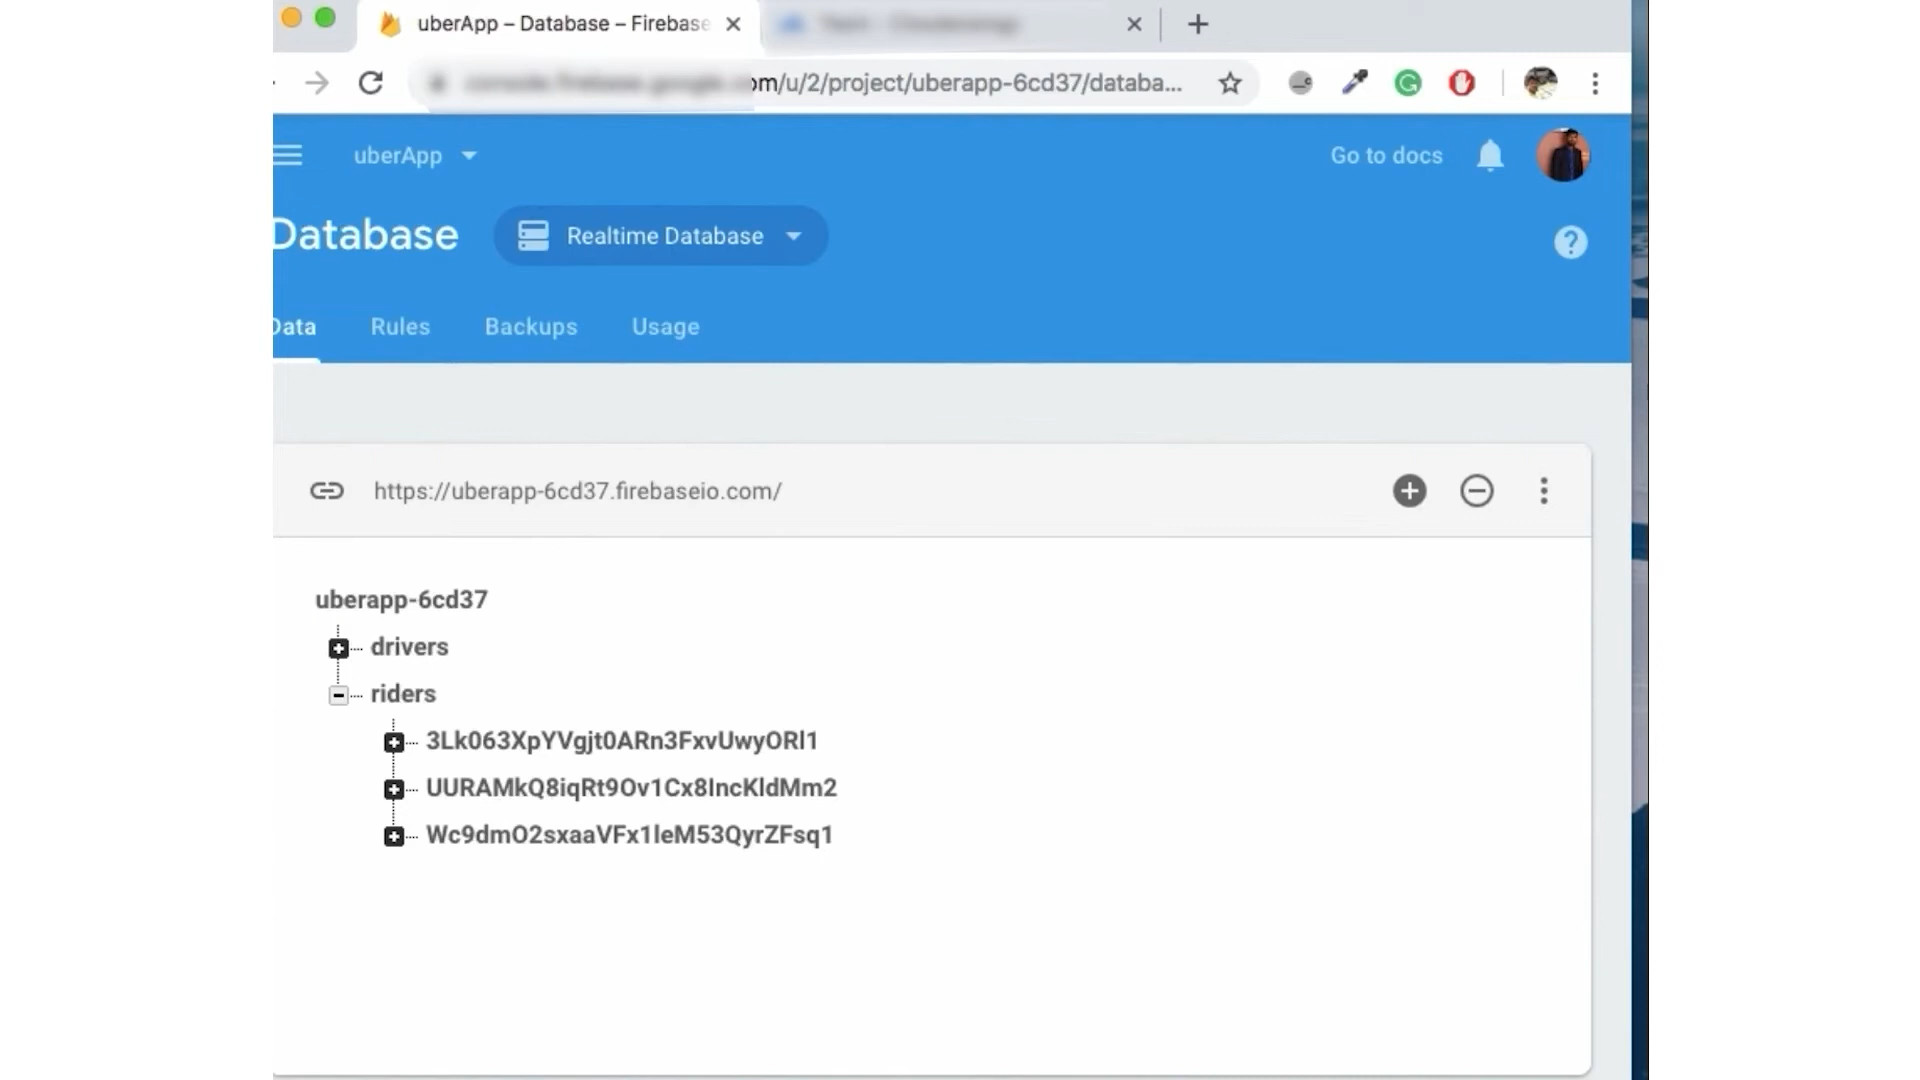 uberApp – Database – Firebase
om/u/2/project/uberapp-6cd37/databa...
uberApp
Go to docs
Database
Realtime Database
Data
Rules
Backups
Usage
https://uberapp-6cd37.firebaseio.com/
uberapp-6cd37
drivers
riders
3Lk063XpYVgjt0ARn3FxvUwyORl1
UURAMkQ8iqRt9Ov1Cx8IncKldMm2
Wc9dmO2sxaaVFx1leM53QyrZFsq1